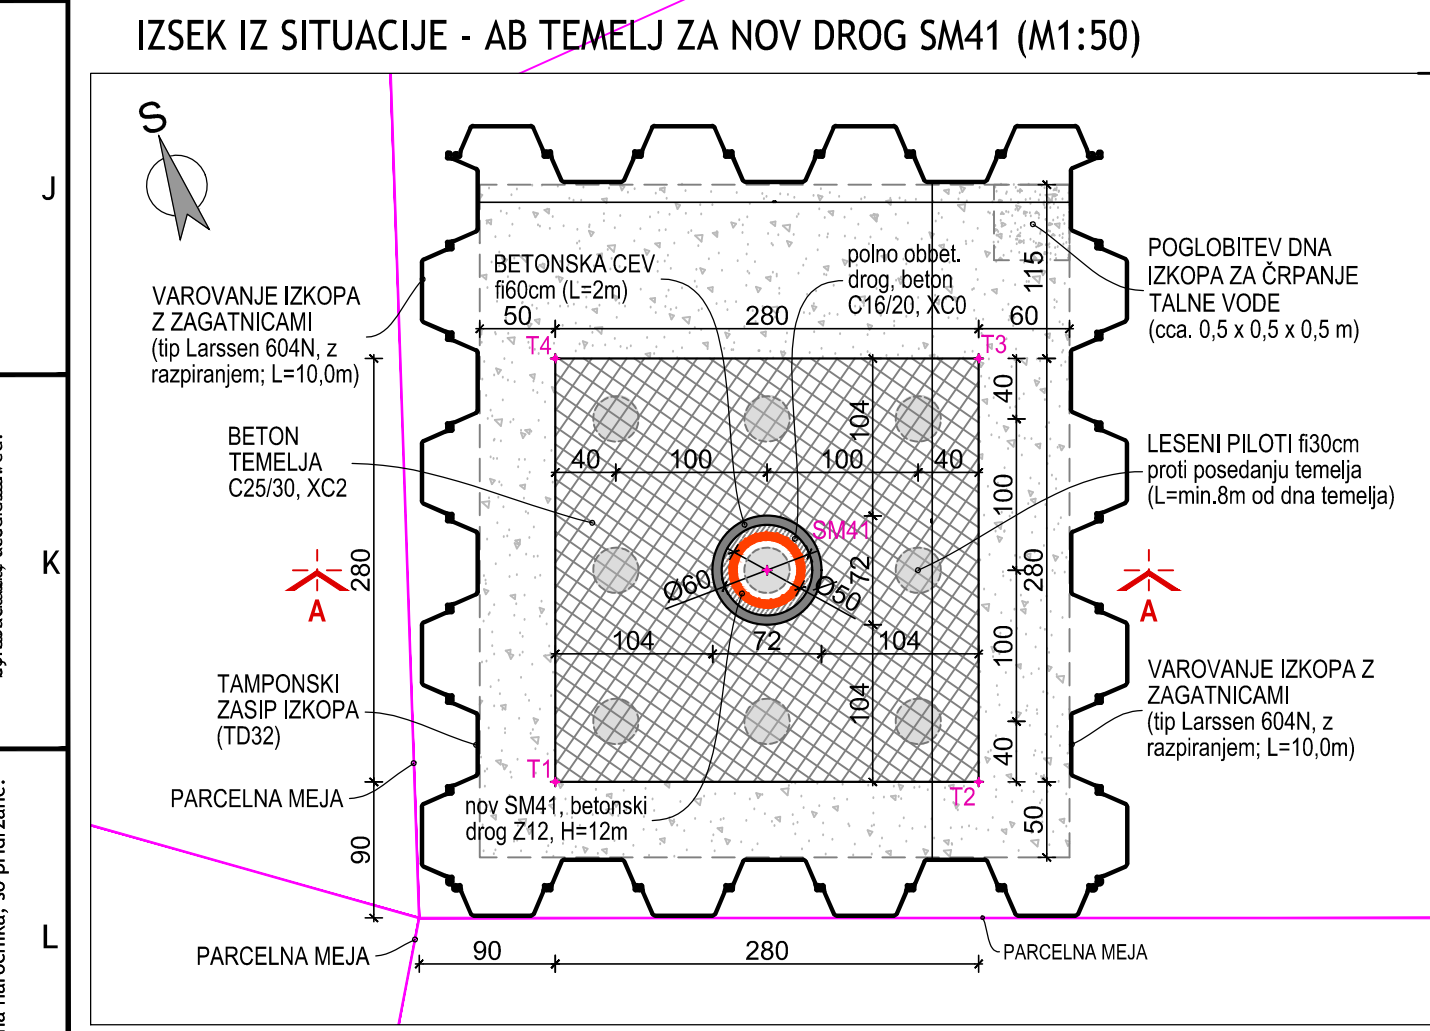 IZSEK IZ SITUACIJE - AB TEMELJ ZA NOV DROG SM41 (M1:50)
J
K
L
S
VAROVANJE IZKOPA
Z ZAGATNICAMI
(tip Larssen 604N, z
razpiranjem; L=10,0m)
BETON
TEMELJA
C25/30, XC2
TAMPONSKI
ZASIP IZKOPA
(TD32)
PARCELNA MEJA
PARCELNA MEJA
BETONSKA CEV
fi60cm (L=2m)
polno obbet.
drog, beton
C16/20, XC0
POGLOBITEV DNA
IZKOPA ZA ČRPANJE
TALNE VODE
(cca. 0,5 x 0,5 x 0,5 m)
LESENI PILOTI fi30cm
proti posedanju temelja
(L=min.8m od dna temelja)
VAROVANJE IZKOPA Z
ZAGATNICAMI
(tip Larssen 604N, z
razpiranjem; L=10,0m)
nov SM41, betonski
drog Z12, H=12m
PARCELNA MEJA
50
280
60
115
T4
T3
T1
T2
SM41
40
100
100
40
104
72
104
104
72
104
Ø60
Ø50
40
100
100
40
280
50
280
90
90
280
A
A
na naročnika, so pridržane.